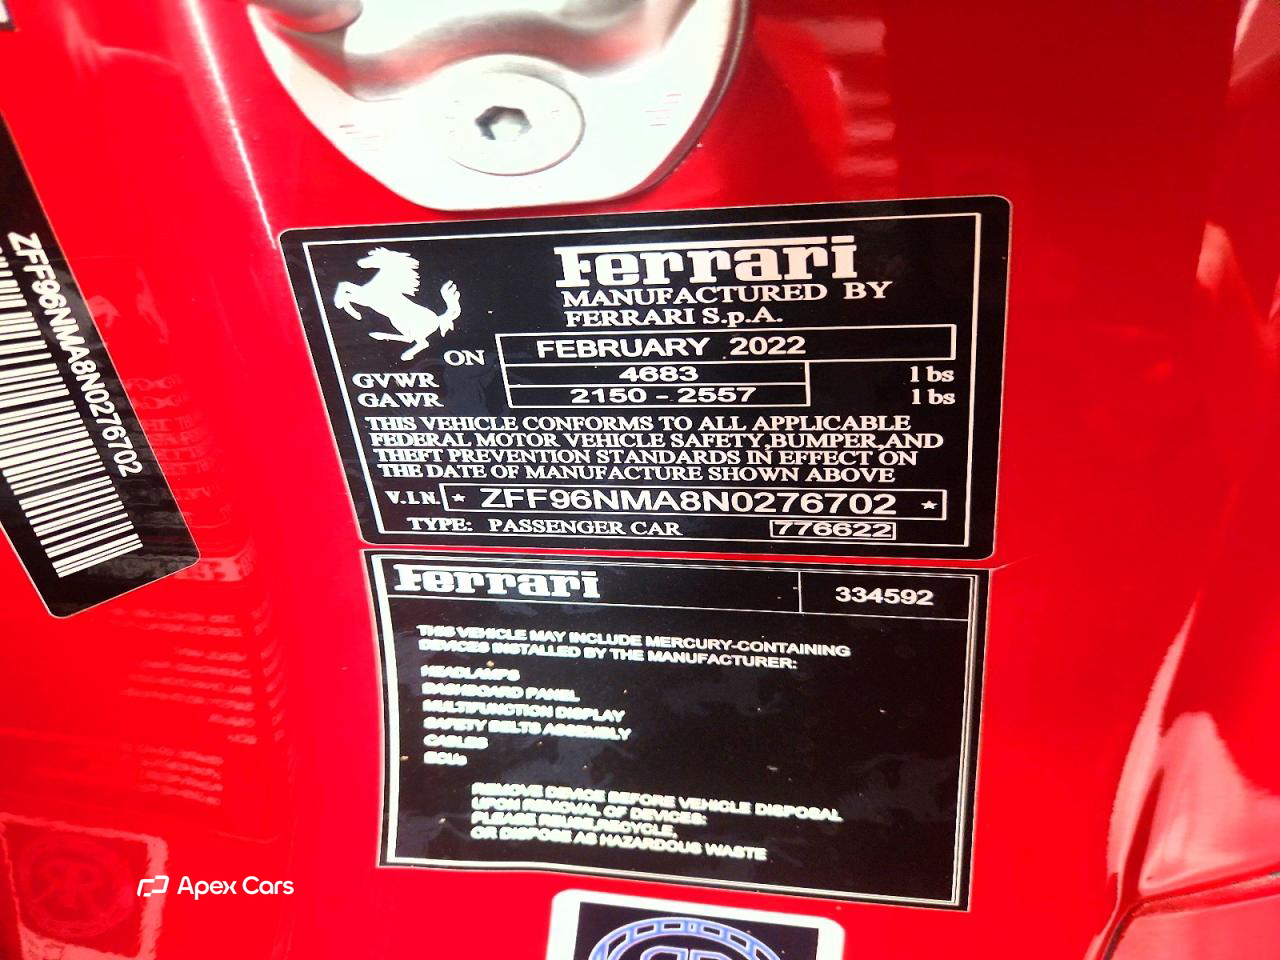 ZFF96NMA8N0276702
Ferrari
MANUFACTURED BY
FERRARI S.p.A.
ON FEBRUARY 2022
GVWR 4683 lbs
GAWR 2150 - 2557 lbs
THIS VEHICLE CONFORMS TO ALL APPLICABLE
FEDERAL MOTOR VEHICLE SAFETY, BUMPER, AND
THEFT PREVENTION STANDARDS IN EFFECT ON
THE DATE OF MANUFACTURE SHOWN ABOVE
V.I.N. * ZFF96NMA8N0276702 *
TYPE: PASSENGER CAR 776622
Ferrari 334592
THIS VEHICLE MAY INCLUDE MERCURY-CONTAINING
DEVICES INSTALLED BY THE MANUFACTURER:
HEADLAMPS
DASHBOARD PANEL
MULTIFUNCTION DISPLAY
SAFETY BELTS ASSEMBLY
CABLES
ECUs
REMOVE DEVICE BEFORE VEHICLE DISPOSAL
UPON REMOVAL OF DEVICES:
PLEASE REUSE,RECYCLE,
OR DISPOSE AS HAZARDOUS WASTE
Apex Cars